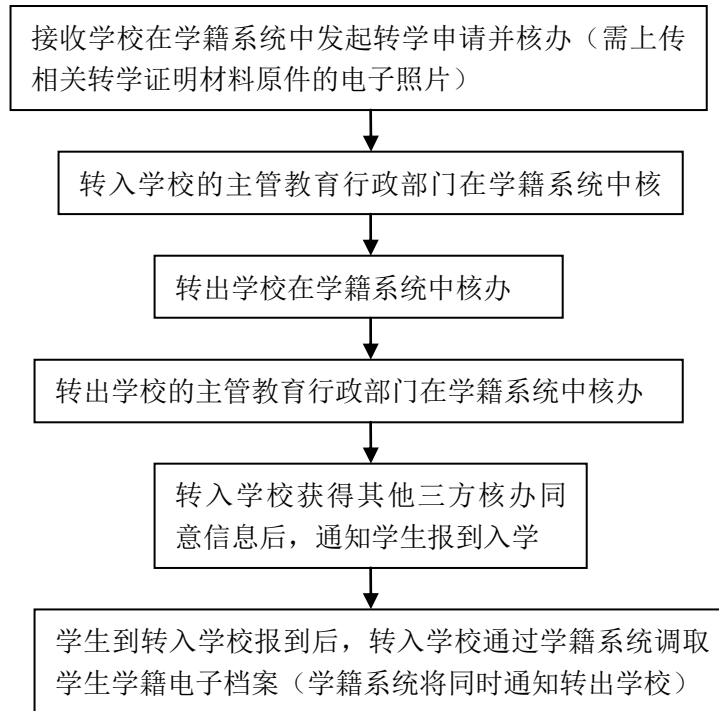 接收学校在学籍系统中发起转学申请并核办（需上传
相关转学证明材料原件的电子照片）
转入学校的主管教育行政部门在学籍系统中核
转出学校在学籍系统中核办
转出学校的主管教育行政部门在学籍系统中核办
转入学校获得其他三方核办同
意信息后，通知学生报到入学
学生到转入学校报到后，转入学校通过学籍系统调取
学生学籍电子档案（学籍系统将同时通知转出学校）